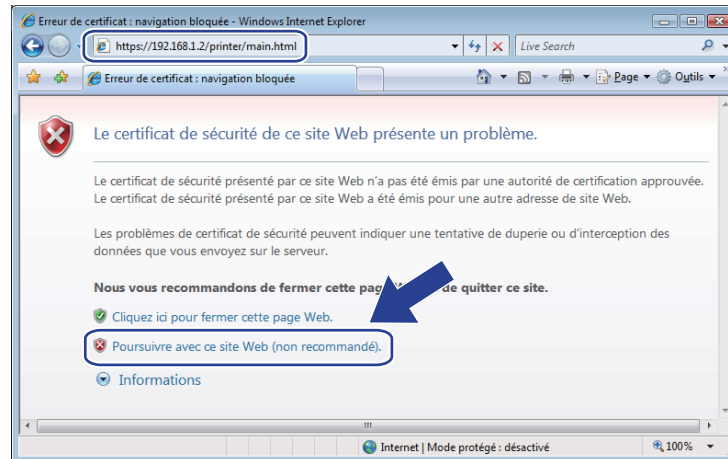 Erreur de certificat : navigation bloquée - Windows Internet Explorer
https://192.168.1.2/printer/main.html
Live Search
Erreur de certificat : navigation bloquée
Page
Outils
Le certificat de sécurité de ce site Web présente un problème.
Le certificat de sécurité présenté par ce site Web n'a pas été émis par une autorité de certification approuvée.
Le certificat de sécurité présenté par ce site Web a été émis pour une autre adresse de site Web.
Les problèmes de certificat de sécurité peuvent indiquer une tentative de duperie ou d'interception des
données que vous envoyez sur le serveur.
Nous vous recommandons de fermer cette de quitter ce site.
Cliquez ici pour fermer cette page Web.
Poursuivre avec ce site Web (non recommandé).
Informations
Internet | Mode protégé : désactivé
100%